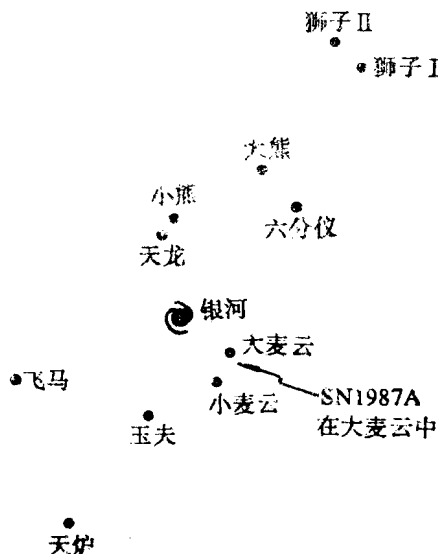 狮子Ⅱ
狮子Ⅰ
大熊
小熊
六分仪
天龙
银河
大麦云
飞马
小麦云
SN1987A
在大麦云中
玉夫
天炉